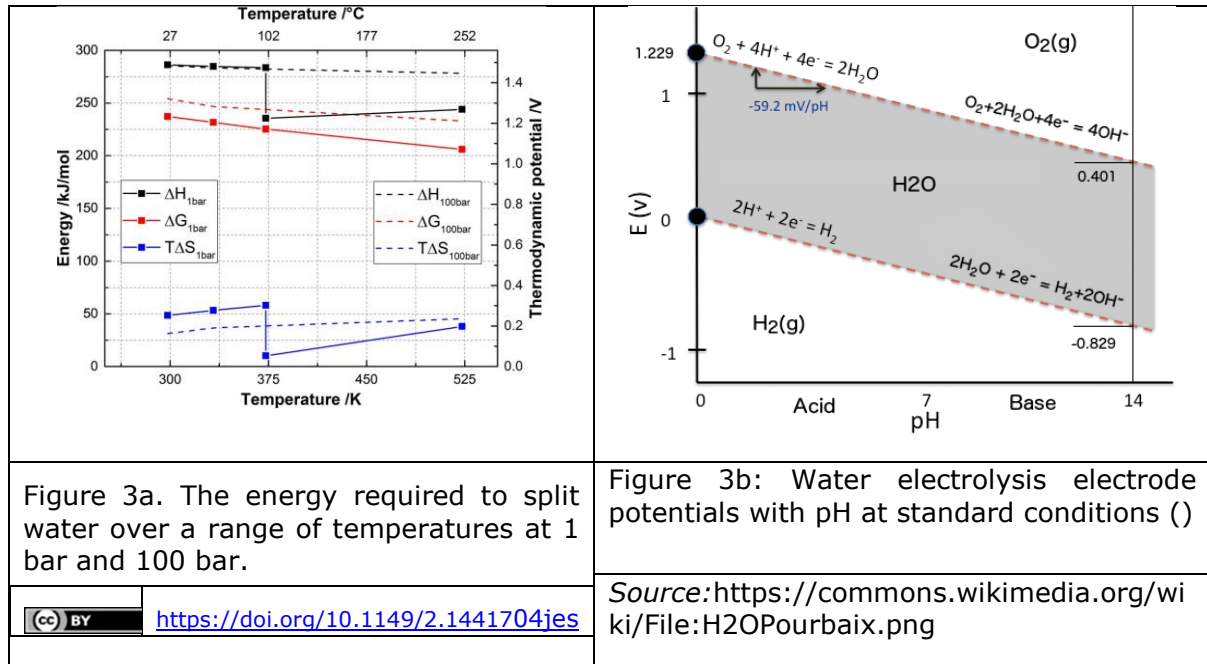 Temperature /°C
27 102 177 252
300
250
200
150
100
50
0
Energy /kJ/mol
1.4
1.2
1.0
0.8
0.6
0.4
0.2
0.0
Thermodynamic potential /V
ΔH1bar
ΔG1bar
TΔS1bar
ΔH100bar
ΔG100bar
TΔS100bar
300 375 450 525
Temperature /K
1.229
1
0
-1
E (v)
O2 + 4H+ + 4e- = 2H2O
O2(g)
-59.2 mV/pH
O2+2H2O+4e- = 4OH-
0.401
H2O
2H+ + 2e- = H2
2H2O + 2e- = H2+2OH-
H2(g)
-0.829
0 Acid 7 Base 14
pH
Figure 3a. The energy required to split
water over a range of temperatures at 1
bar and 100 bar.
cc BY https://doi.org/10.1149/2.1441704jes
Figure 3b: Water electrolysis electrode
potentials with pH at standard conditions ()
Source:https://commons.wikimedia.org/wi
ki/File:H2OPourbaix.png